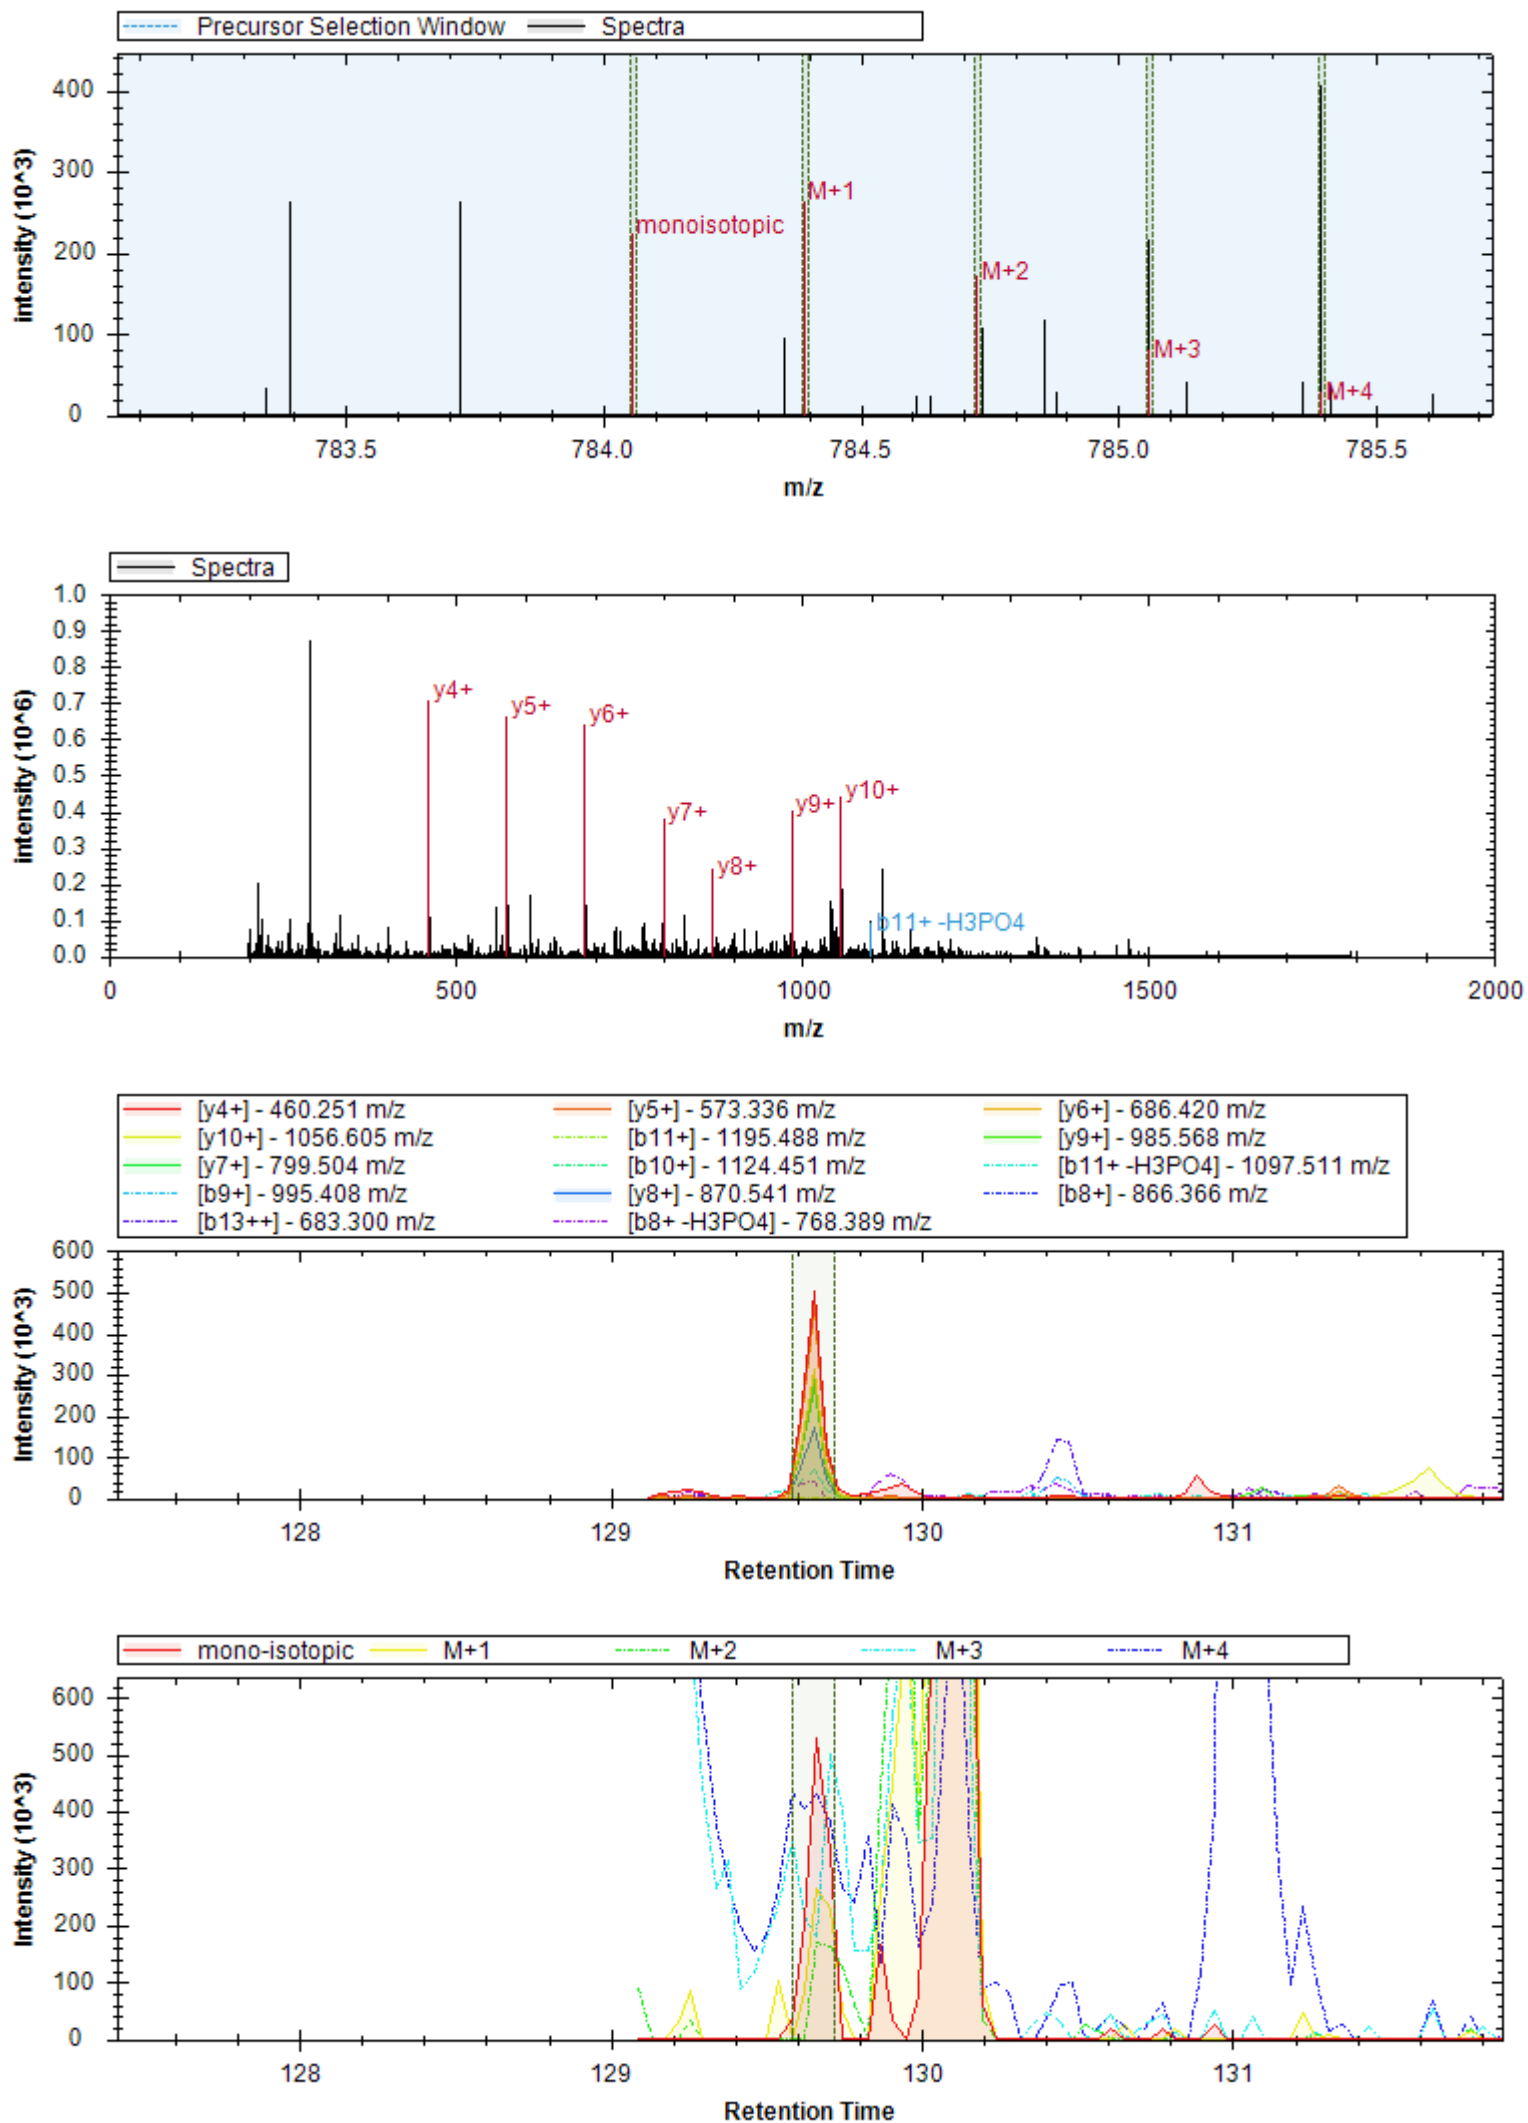 Precursor Selection Window Spectra
intensity (10^3)
400
300
200
100
0
monoisotopic
M+1
M+2
M+3
M+4
783.5 784.0 784.5 785.0 785.5
m/z
Spectra
intensity (10^6)
1.0
0.9
0.8
0.7
0.6
0.5
0.4
0.3
0.2
0.1
0.0
y4+
y5+
y6+
y7+
y8+
y9+
y10+
b11+ -H3PO4
0 500 1000 1500 2000
m/z
[y4+] - 460.251 m/z [y5+] - 573.336 m/z [y6+] - 686.420 m/z
[y10+] - 1056.605 m/z [b11+] - 1195.488 m/z [y9+] - 985.568 m/z
[y7+] - 799.504 m/z [b10+] - 1124.451 m/z [b11+ -H3PO4] - 1097.511 m/z
[b9+] - 995.408 m/z [y8+] - 870.541 m/z [b8+] - 866.366 m/z
[b13++] - 683.300 m/z [b8+ -H3PO4] - 768.389 m/z
Intensity (10^3)
600
500
400
300
200
100
0
128 129 130 131
Retention Time
mono-isotopic M+1 M+2 M+3 M+4
Intensity (10^3)
600
500
400
300
200
100
0
128 129 130 131
Retention Time